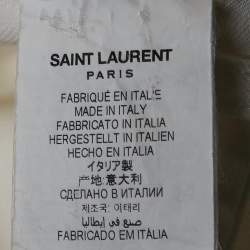 SAINT LAURENT
PARIS
FABRIQUÉ EN ITALIE
MADE IN ITALY
FABBRICATO IN ITALIA
HERGESTELLT IN ITALIEN
HECHO EN ITALIA
イタリア製
产地:意大利
СДЕЛАНО В ИТАЛИИ
제조국: 이태리
صنع في إيطاليا
FABRICADO EM ITÀLIA